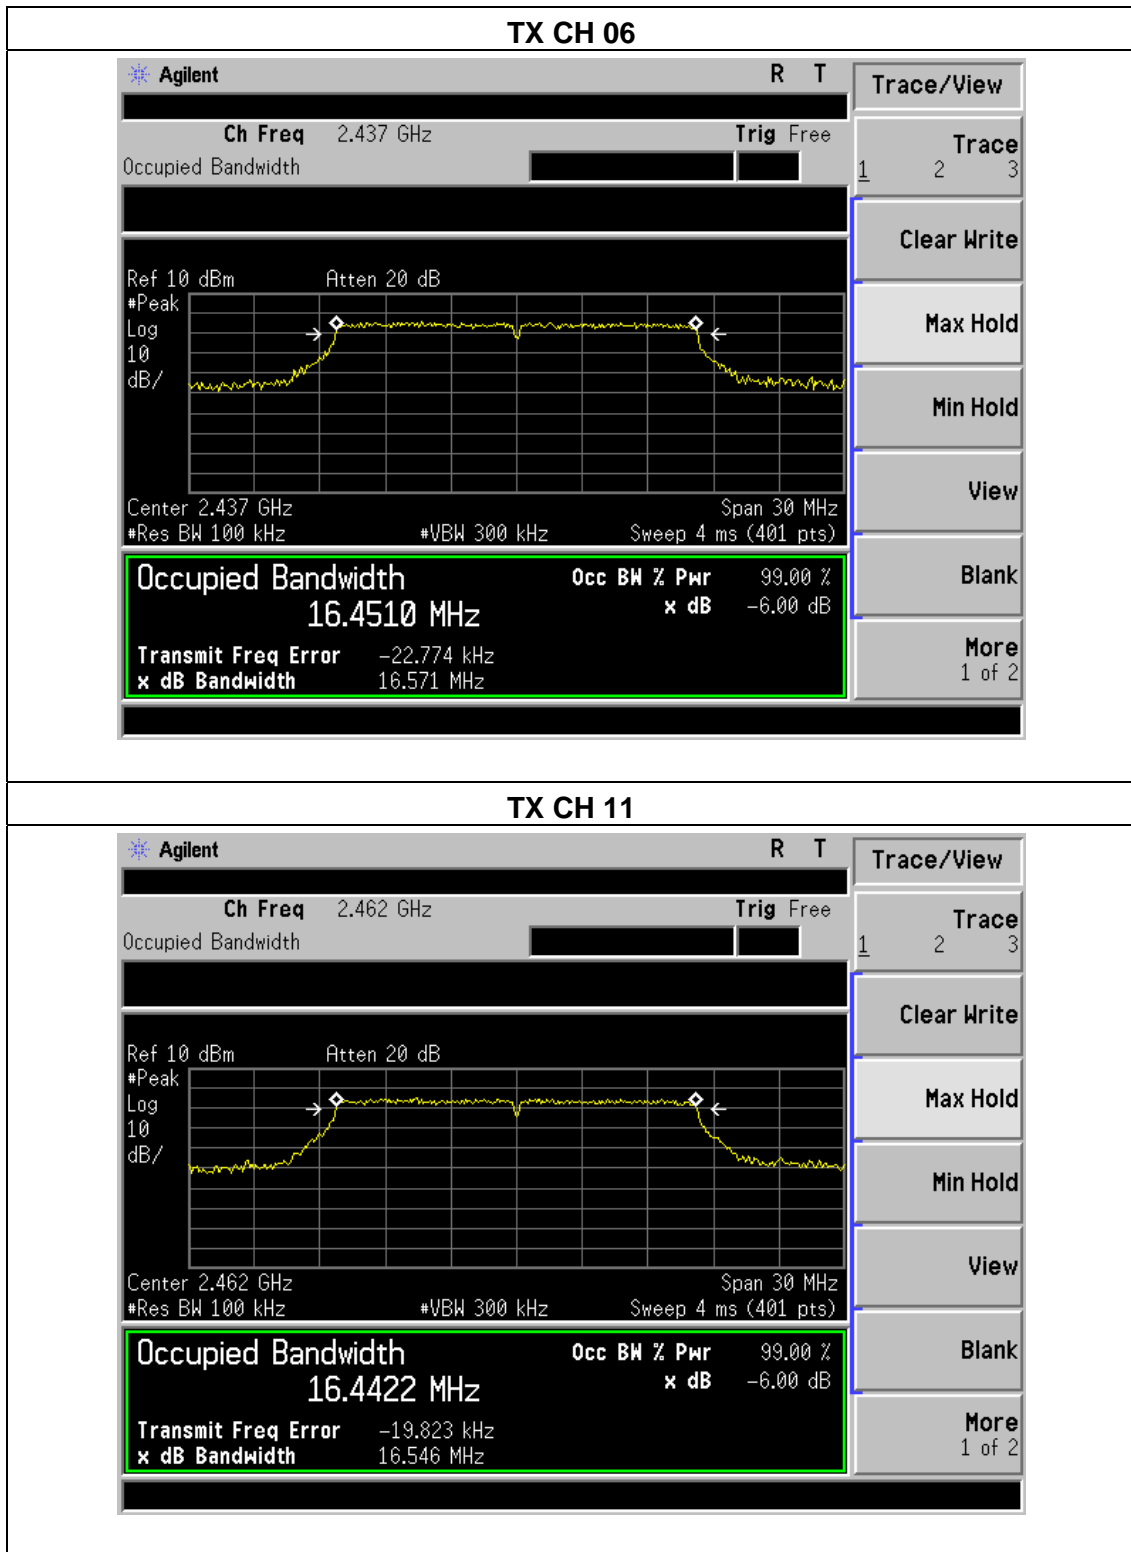 TX CH 06
Agilent R T Trace/View
Ch Freq 2.437 GHz Trig Free
Occupied Bandwidth
Trace
1 2 3
Clear Write
Max Hold
Min Hold
View
Blank
More
1 of 2
Ref 10 dBm Atten 20 dB
#Peak
Log
10
dB/
Center 2.437 GHz Span 30 MHz
#Res BW 100 kHz #VBW 300 kHz Sweep 4 ms (401 pts)
Occupied Bandwidth Occ BW % Pwr 99.00 %
16.4510 MHz x dB -6.00 dB
Transmit Freq Error -22.774 kHz
x dB Bandwidth 16.571 MHz
TX CH 11
Agilent R T Trace/View
Ch Freq 2.462 GHz Trig Free
Occupied Bandwidth
Trace
1 2 3
Clear Write
Max Hold
Min Hold
View
Blank
More
1 of 2
Ref 10 dBm Atten 20 dB
#Peak
Log
10
dB/
Center 2.462 GHz Span 30 MHz
#Res BW 100 kHz #VBW 300 kHz Sweep 4 ms (401 pts)
Occupied Bandwidth Occ BW % Pwr 99.00 %
16.4422 MHz x dB -6.00 dB
Transmit Freq Error -19.823 kHz
x dB Bandwidth 16.546 MHz